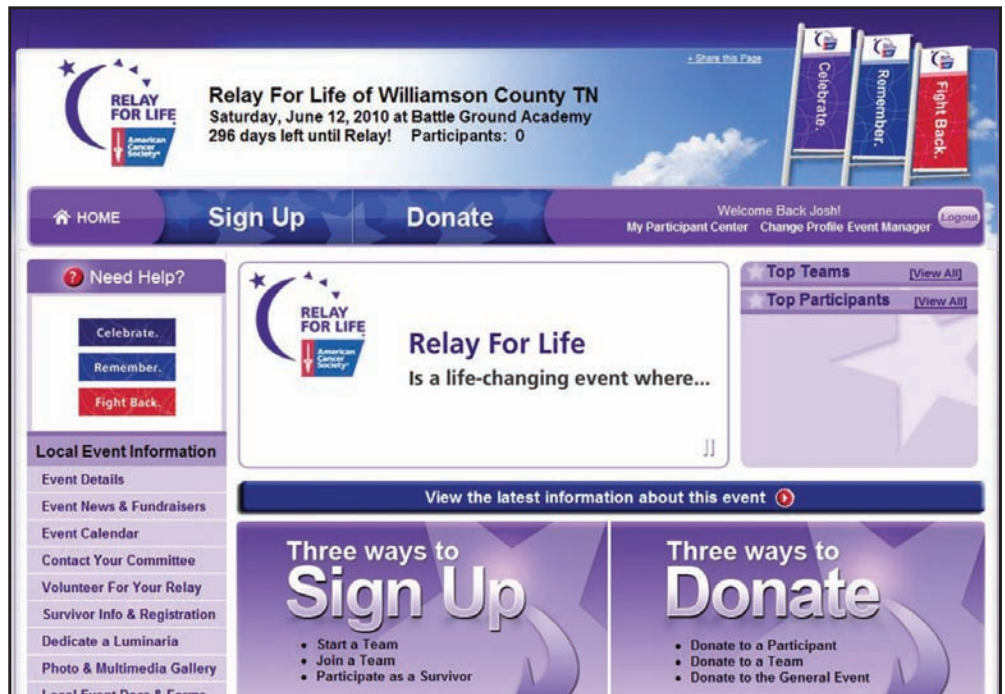 + Share this Page
RELAY
FOR LIFE
American
Cancer
Society®
Relay For Life of Williamson County TN
Saturday, June 12, 2010 at Battle Ground Academy
296 days left until Relay! Participants: 0
Celebrate.
Remember.
Fight Back.
HOME
Sign Up
Donate
Welcome Back Josh!
My Participant Center Change Profile Event Manager
Logout
? Need Help?
Celebrate.
Remember.
Fight Back.
Local Event Information
Event Details
Event News & Fundraisers
Event Calendar
Contact Your Committee
Volunteer For Your Relay
Survivor Info & Registration
Dedicate a Luminaria
Photo & Multimedia Gallery
Local Event Docs & Forms
RELAY
FOR LIFE
American
Cancer
Society®
Relay For Life
Is a life-changing event where...
Top Teams [View All]
Top Participants [View All]
View the latest information about this event
Three ways to
Sign Up
• Start a Team
• Join a Team
• Participate as a Survivor
Three ways to
Donate
• Donate to a Participant
• Donate to a Team
• Donate to the General Event